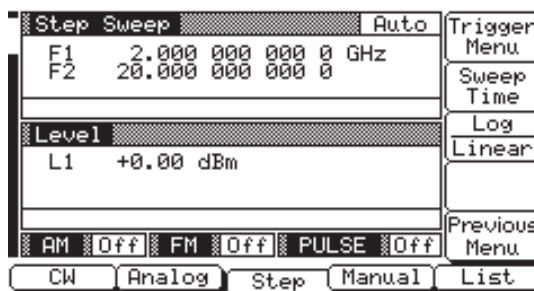 Step Sweep Auto
F1 2.000 000 000 0 GHz
F2 20.000 000 000 0
Level
L1 +0.00 dBm
AM Off FM Off PULSE Off
CW Analog Step Manual List
Trigger
Menu
Sweep
Time
Log
Linear
Previous
Menu